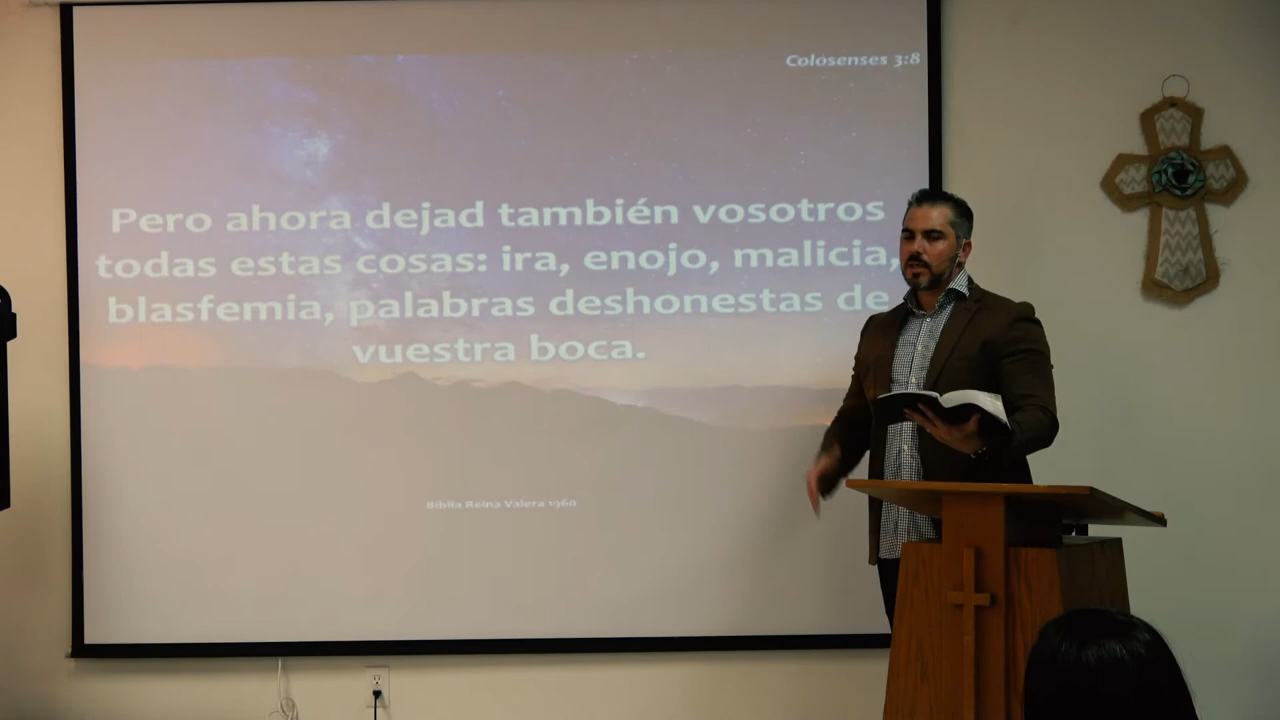 Colosenses 3:8
Pero ahora dejad también vosotros
todas estas cosas: ira, enojo, malicia,
blasfemia, palabras deshonestas de
vuestra boca.
Biblia Reina Valera 1960